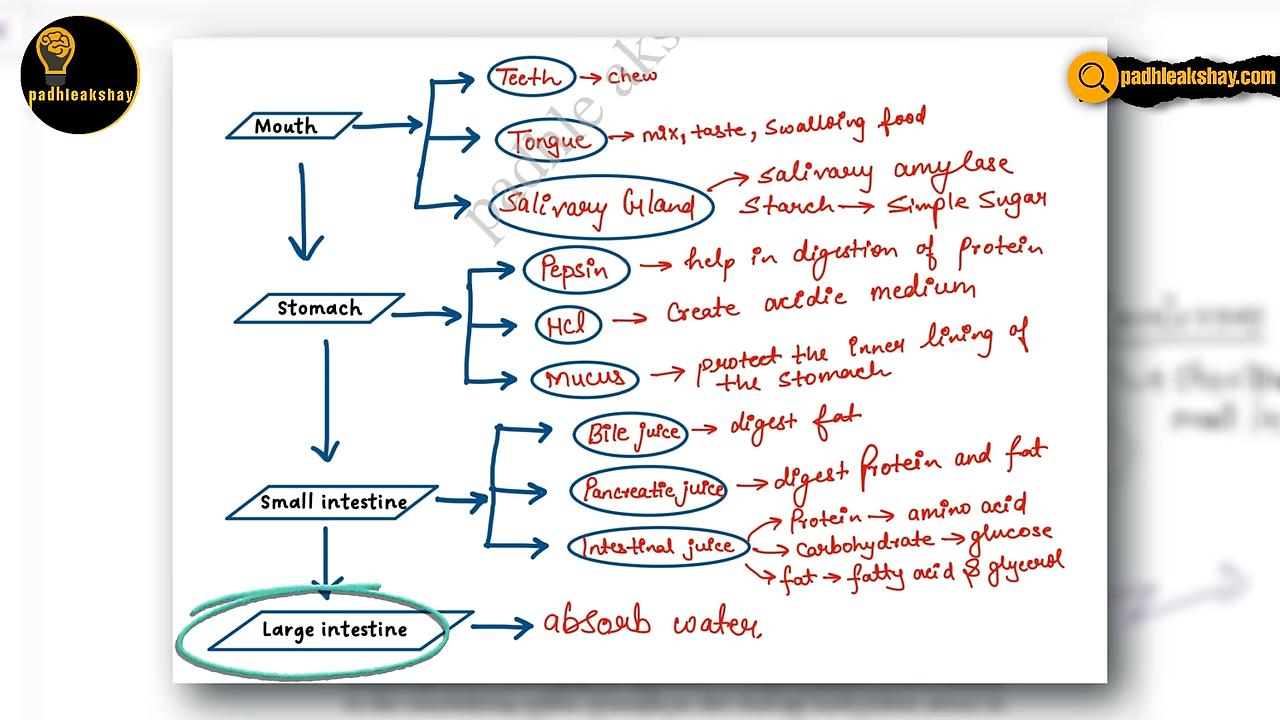 padhleakshay
padhleakshay.com
padhle aks
Mouth
Teeth → chew
Tongue → mix, taste, swalloing food
Salivary Gland → salivary amylase
Starch → simple sugar
Stomach
Pepsin → help in digestion of protein
HCl → Create acidic medium
Mucus → protect the inner lining of
the stomach
Small intestine
Bile juice → digest fat
Pancreatic juice → digest protein and fat
Intestinal juice → Protein → amino acid
→ carbohydrate → glucose
→ fat → fatty acid & glycerol
Large intestine → absorb water.